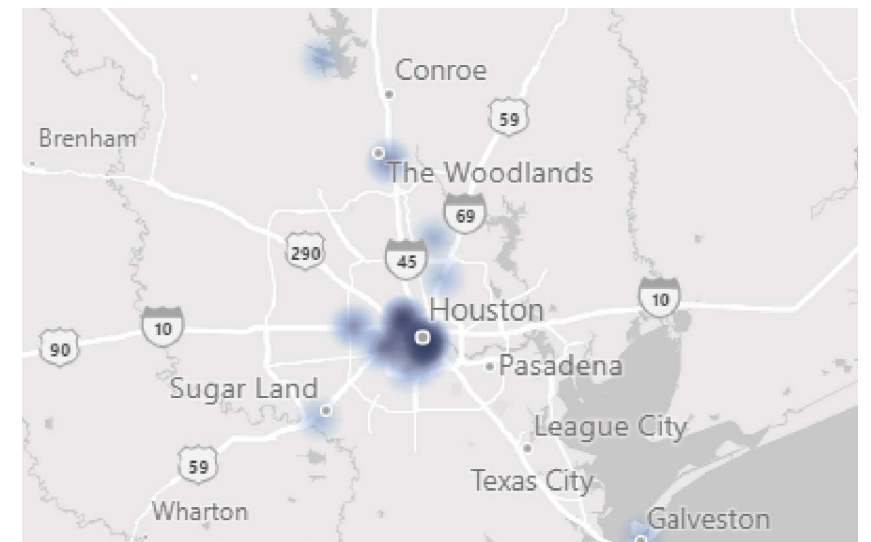 Conroe
59
Brenham
The Woodlands
69
290
45
10
Houston
10
90
Pasadena
Sugar Land
League City
59
Texas City
Wharton
Galveston